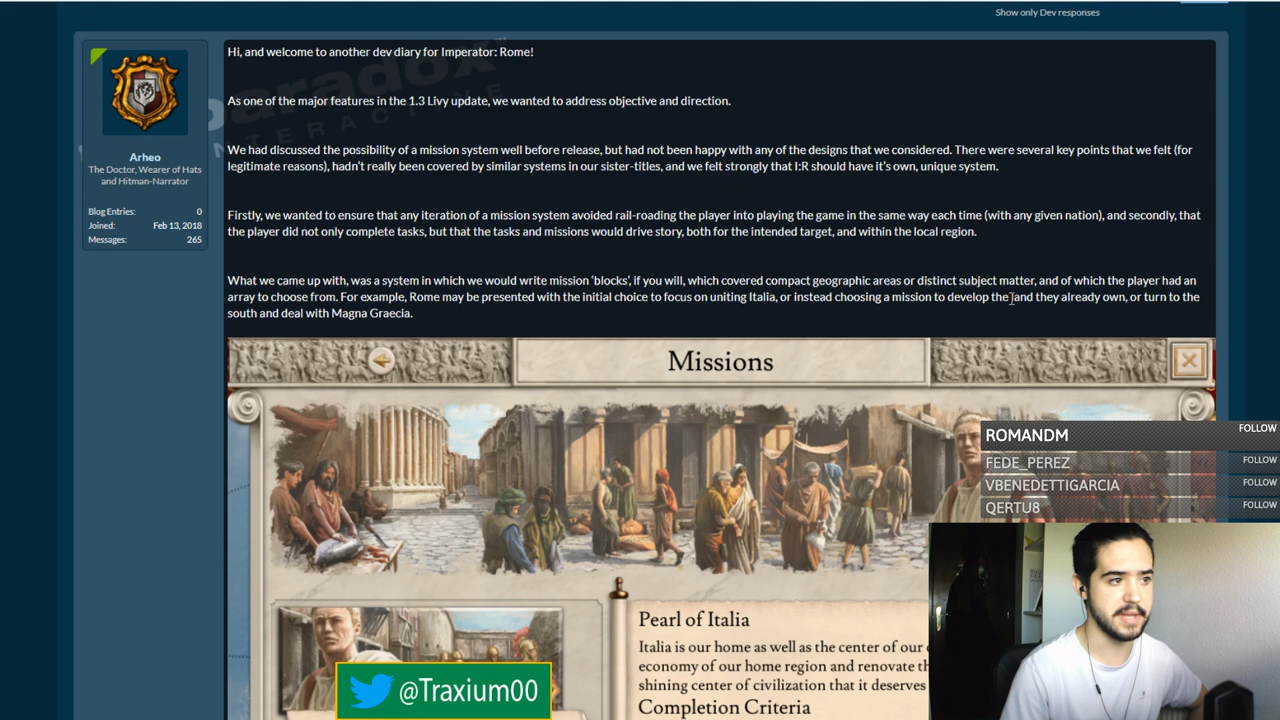 Show only Dev responses
Hi, and welcome to another dev diary for Imperator: Rome!
As one of the major features in the 1.3 Livy update, we wanted to address objective and direction.
Arheo
The Doctor, Wearer of Hats
and Hitman-Narrator
Blog Entries: 0
Joined: Feb 13, 2018
Messages: 265
We had discussed the possibility of a mission system well before release, but had not been happy with any of the designs that we considered. There were several key points that we felt (for
legitimate reasons), hadn't really been covered by similar systems in our sister-titles, and we felt strongly that I:R should have it's own, unique system.
Firstly, we wanted to ensure that any iteration of a mission system avoided rail-roading the player into playing the game in the same way each time (with any given nation), and secondly, that
the player did not only complete tasks, but that the tasks and missions would drive story, both for the intended target, and within the local region.
What we came up with, was a system in which we would write mission 'blocks', if you will, which covered compact geographic areas or distinct subject matter, and of which the player had an
array to choose from. For example, Rome may be presented with the initial choice to focus on uniting Italia, or instead choosing a mission to develop the land they already own, or turn to the
south and deal with Magna Graecia.
Missions
ROMANDM FOLLOW
FEDE_PEREZ FOLLOW
VBENEDETTIGARCIA FOLLOW
QERTU8 FOLLOW
Pearl of Italia
Italia is our home as well as the center of our
economy of our home region and renovate th
shining center of civilization that it deserves
Completion Criteria
@Traxium00